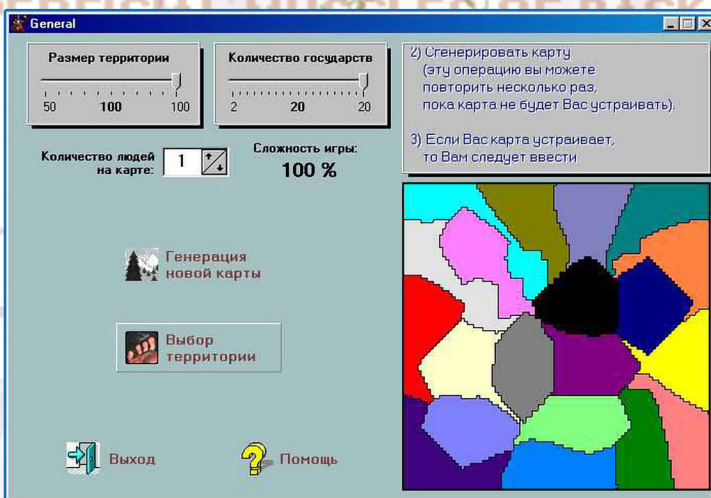 General
Размер территории
50 100 100
Количество государств
2 20 20
Количество людей
на карте:
1
Сложность игры:
100 %
Генерация
новой карты
Выбор
территории
Выход
Помощь
2) Сгенерировать карту
(эту операцию вы можете
повторить несколько раз,
пока карта не будет Вас устраивать).
3) Если Вас карта устраивает,
то Вам следует ввести